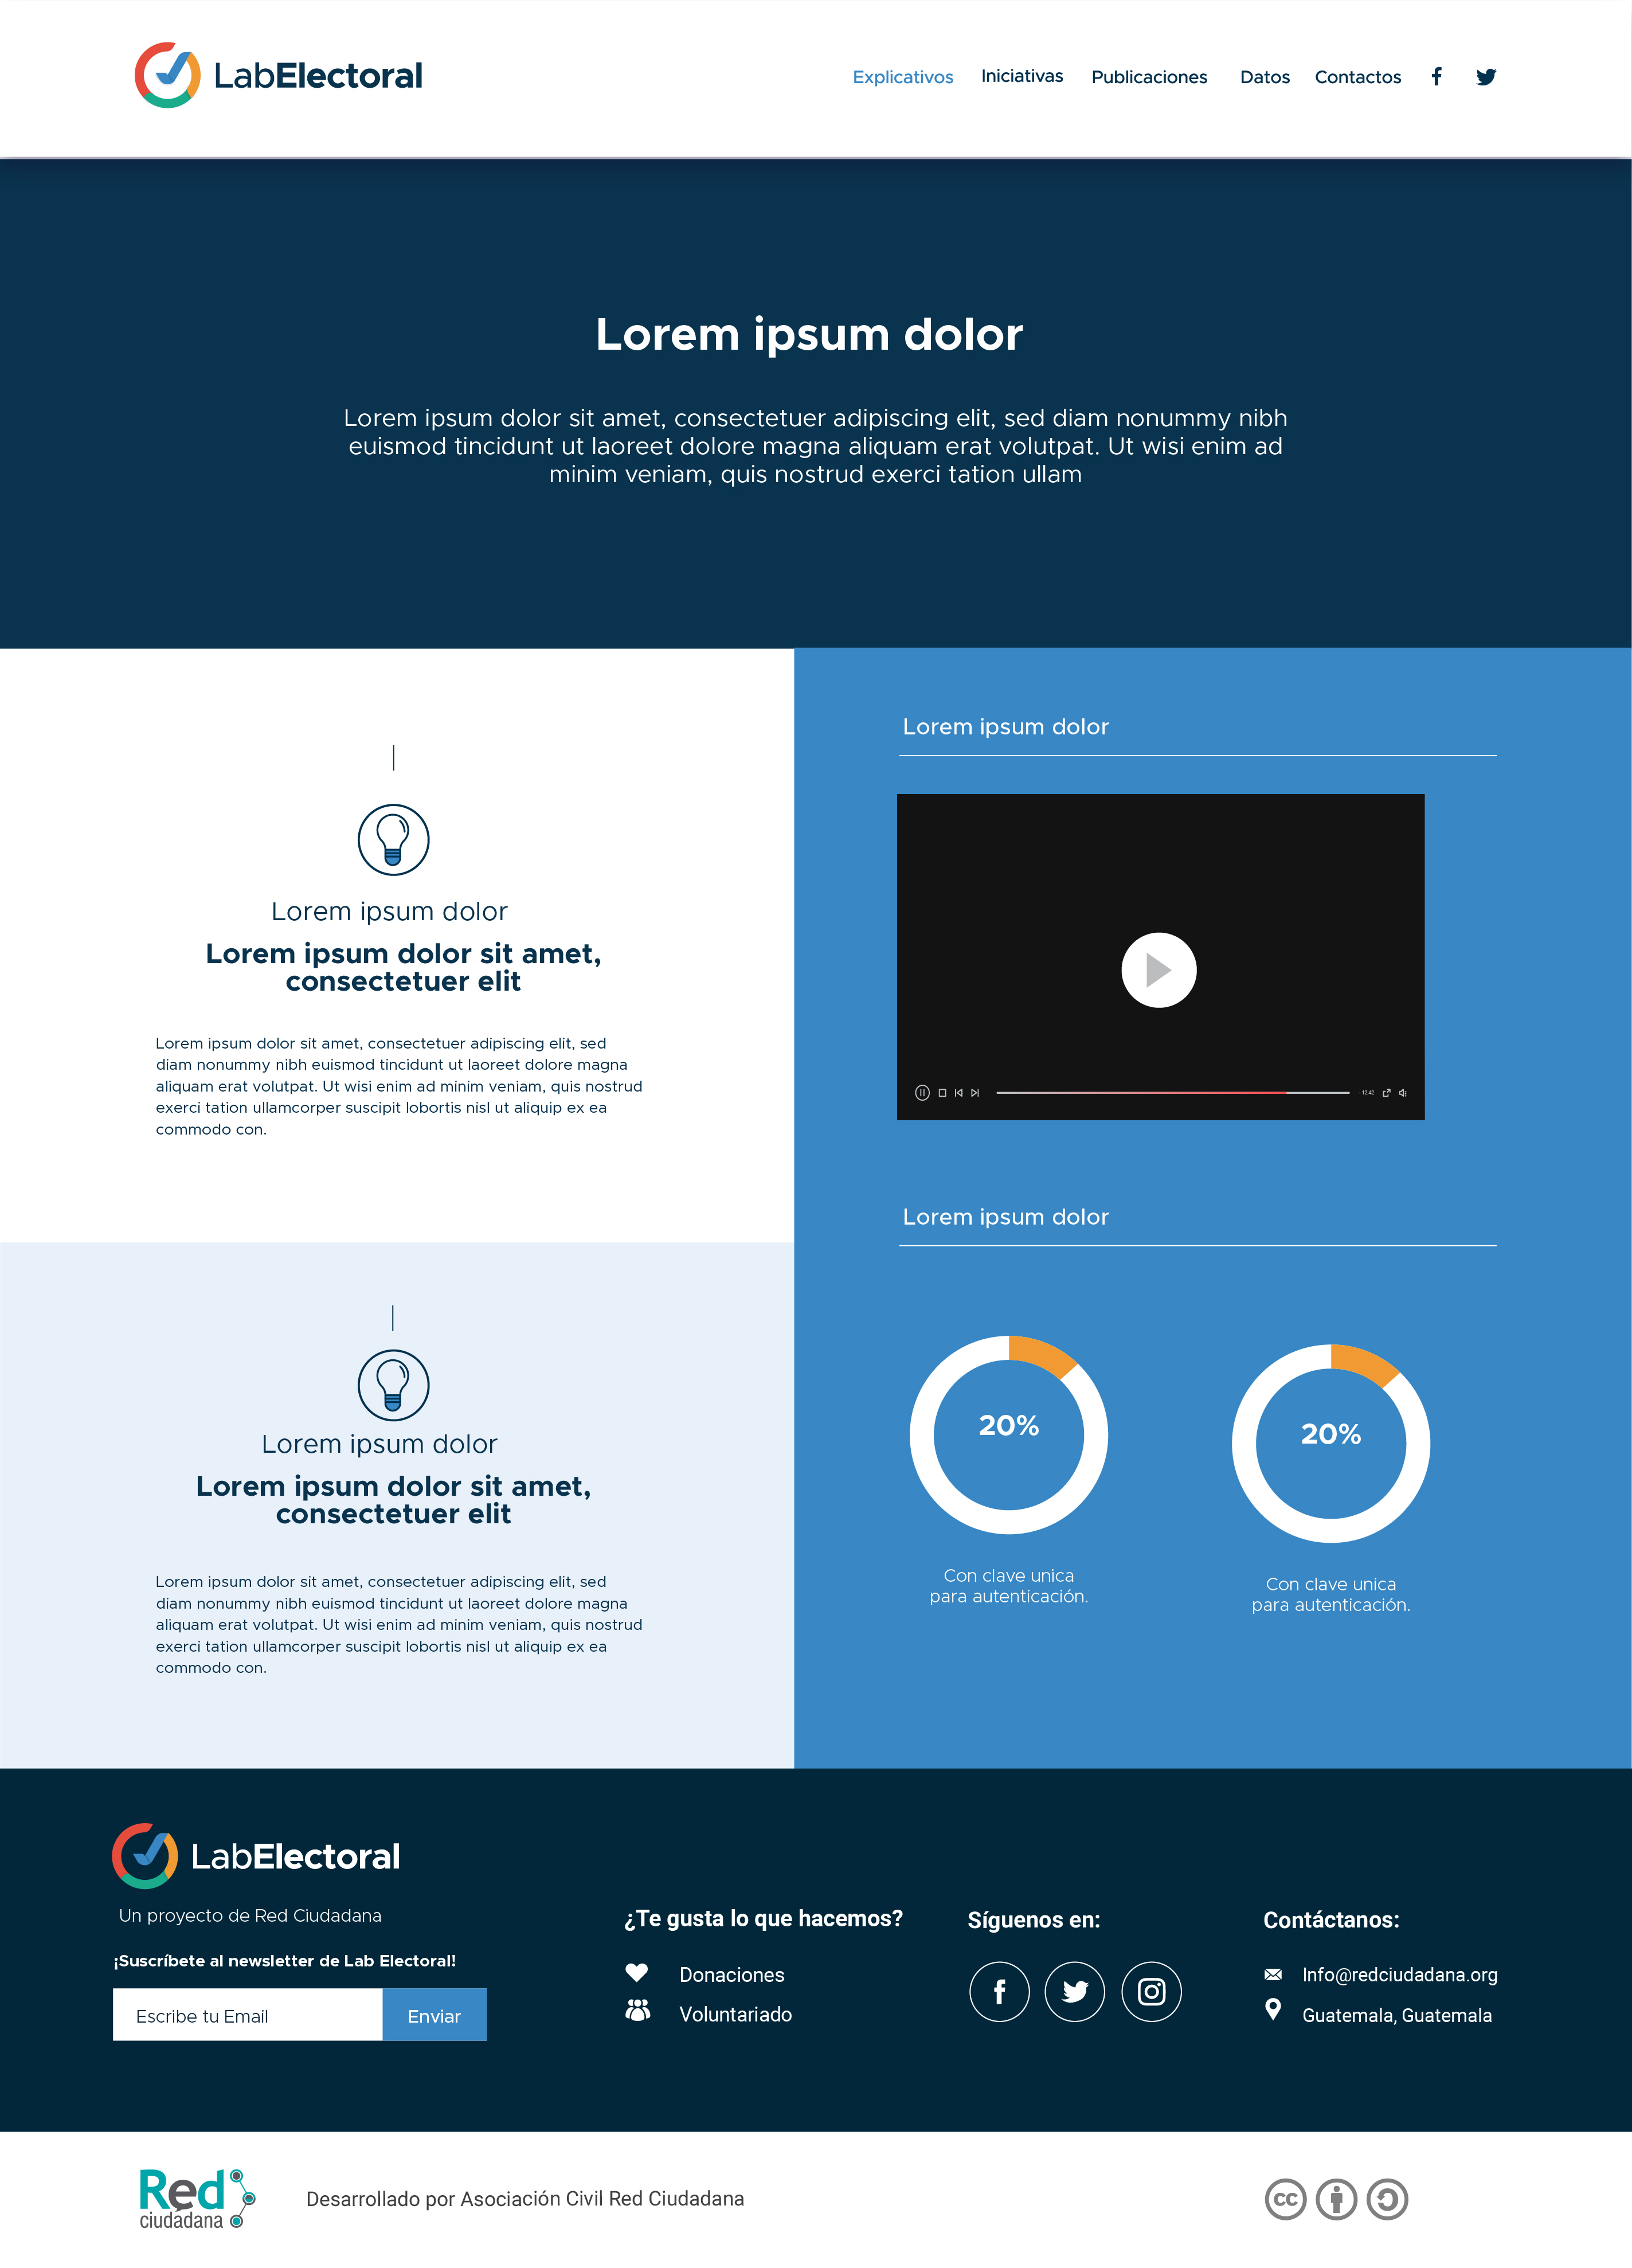 LabElectoral
Explicativos Iniciativas Publicaciones Datos Contactos
Lorem ipsum dolor
Lorem ipsum dolor sit amet, consectetuer adipiscing elit, sed diam nonummy nibh
euismod tincidunt ut laoreet dolore magna aliquam erat volutpat. Ut wisi enim ad
minim veniam, quis nostrud exerci tation ullam
Lorem ipsum dolor
Lorem ipsum dolor sit amet,
consectetuer elit
Lorem ipsum dolor sit amet, consectetuer adipiscing elit, sed
diam nonummy nibh euismod tincidunt ut laoreet dolore magna
aliquam erat volutpat. Ut wisi enim ad minim veniam, quis nostrud
exerci tation ullamcorper suscipit lobortis nisl ut aliquip ex ea
commodo con.
Lorem ipsum dolor
- 12:42
Lorem ipsum dolor
Lorem ipsum dolor sit amet,
consectetuer elit
Lorem ipsum dolor sit amet, consectetuer adipiscing elit, sed
diam nonummy nibh euismod tincidunt ut laoreet dolore magna
aliquam erat volutpat. Ut wisi enim ad minim veniam, quis nostrud
exerci tation ullamcorper suscipit lobortis nisl ut aliquip ex ea
commodo con.
Lorem ipsum dolor
20%
Con clave unica
para autenticación.
20%
Con clave unica
para autenticación.
LabElectoral
Un proyecto de Red Ciudadana
¡Suscríbete al newsletter de Lab Electoral!
Escribe tu Email
Enviar
¿Te gusta lo que hacemos?
Donaciones
Voluntariado
Síguenos en:
Contáctanos:
Info@redciudadana.org
Guatemala, Guatemala
Red
ciudadana
Desarrollado por Asociación Civil Red Ciudadana
cc